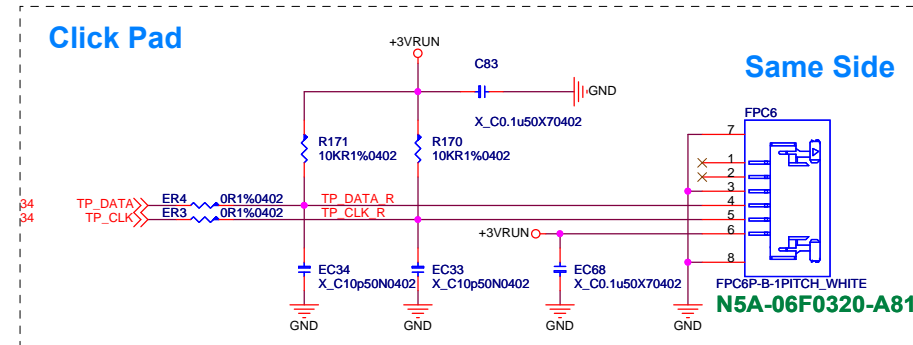 Click Pad
+3VRUN
C83
Same Side
GND
X_C0.1u50X70402
FPC6
R171
10KR1%0402
R170
10KR1%0402
7
1
2
3
4
5
6
8
34 TP_DATA ER4 0R1%0402 TP_DATA_R
34 TP_CLK ER3 0R1%0402 TP_CLK_R
+3VRUN
EC34
X_C10p50N0402
EC33
X_C10p50N0402
EC68
X_C0.1u50X70402
FPC6P-B-1PITCH_WHITE
N5A-06F0320-A81
GND
GND
GND
GND